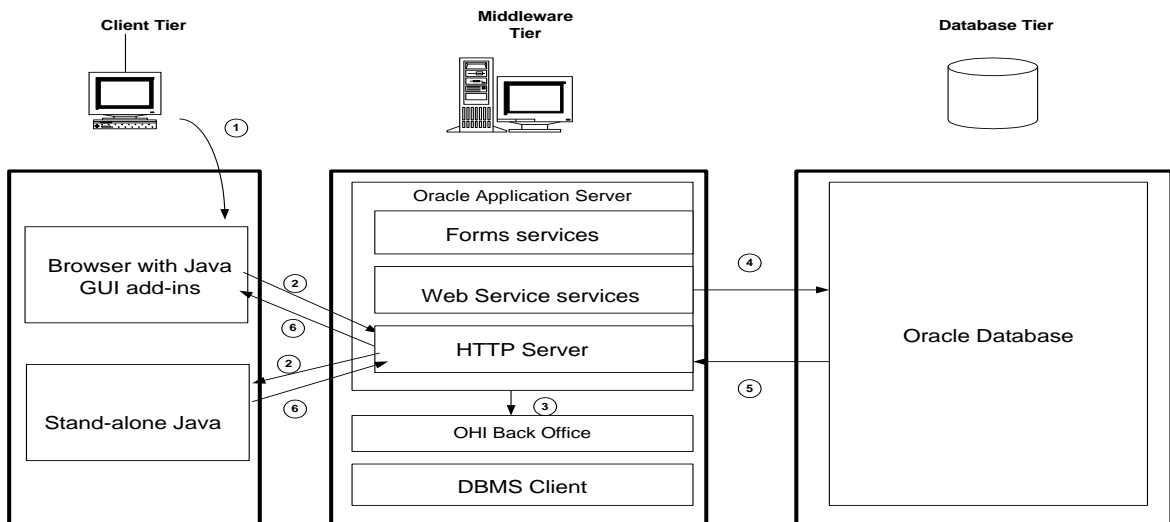 Client Tier
Middleware
Tier
Database Tier
1
Oracle Application Server
Forms services
Browser with Java
GUI add-ins
2
4
Web Service services
6
HTTP Server
Oracle Database
2
5
Stand-alone Java
6
3
OHI Back Office
DBMS Client